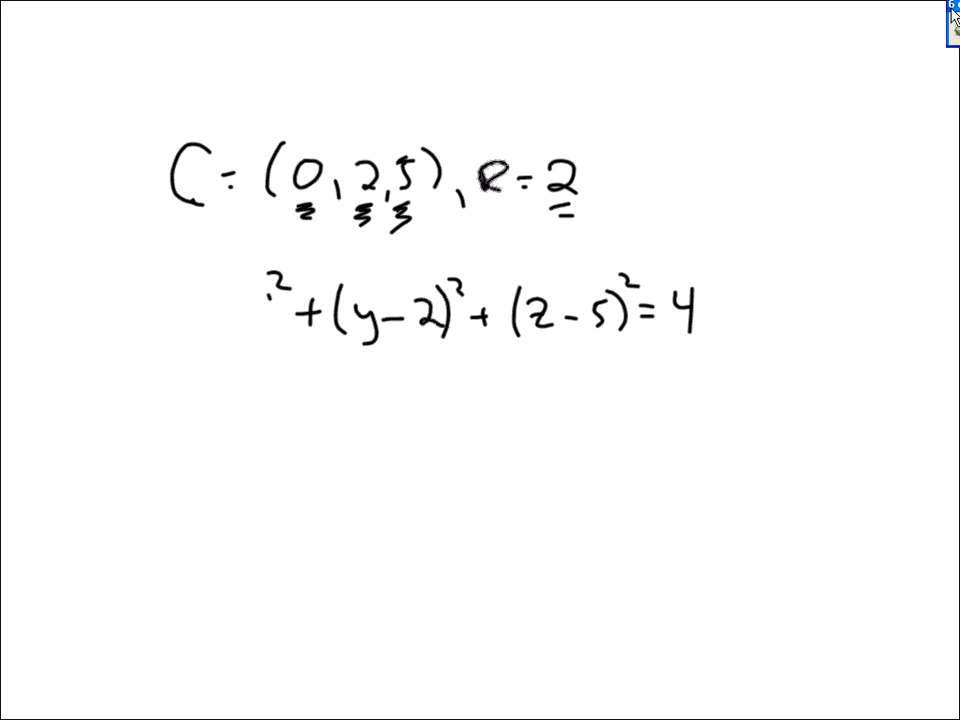 C = (0, 2, 5), r = 2
² + (y - 2)² + (z - 5)² = 4